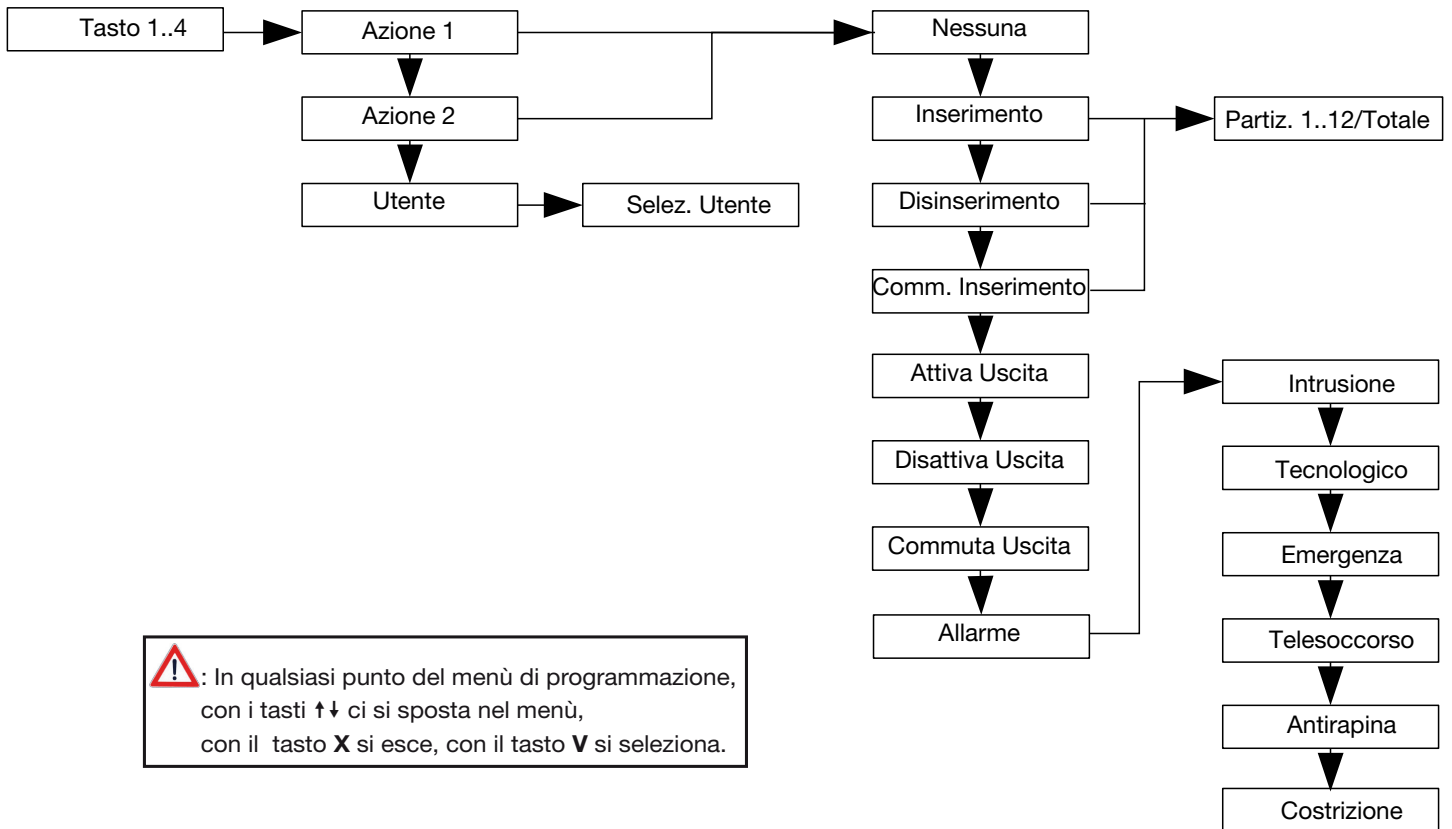 Tasto 1..4
Azione 1
Nessuna
Azione 2
Inserimento
Partiz. 1..12/Totale
Utente
Selez. Utente
Disinserimento
Comm. Inserimento
Attiva Uscita
Intrusione
Disattiva Uscita
Tecnologico
Commuta Uscita
Emergenza
Allarme
Telesoccorso
Antirapina
Costrizione
! : In qualsiasi punto del menù di programmazione,
con i tasti ↑↓ ci si sposta nel menù,
con il tasto X si esce, con il tasto V si seleziona.